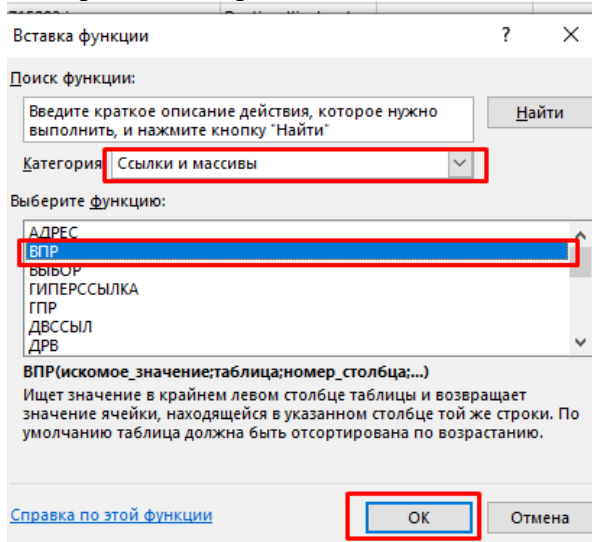 Вставка функции ? ×
Поиск функции:
Введите краткое описание действия, которое нужно
выполнить, и нажмите кнопку "Найти"
Найти
Категория Ссылки и массивы
Выберите функцию:
АДРЕС
ВПР
ВЫБОР
ГИПЕРССЫЛКА
ГПР
ДВССЫЛ
ДРВ
ВПР(искомое_значение;таблица;номер_столбца;...)
Ищет значение в крайнем левом столбце таблицы и возвращает
значение ячейки, находящейся в указанном столбце той же строки. По
умолчанию таблица должна быть отсортирована по возрастанию.
Справка по этой функции
ОК
Отмена